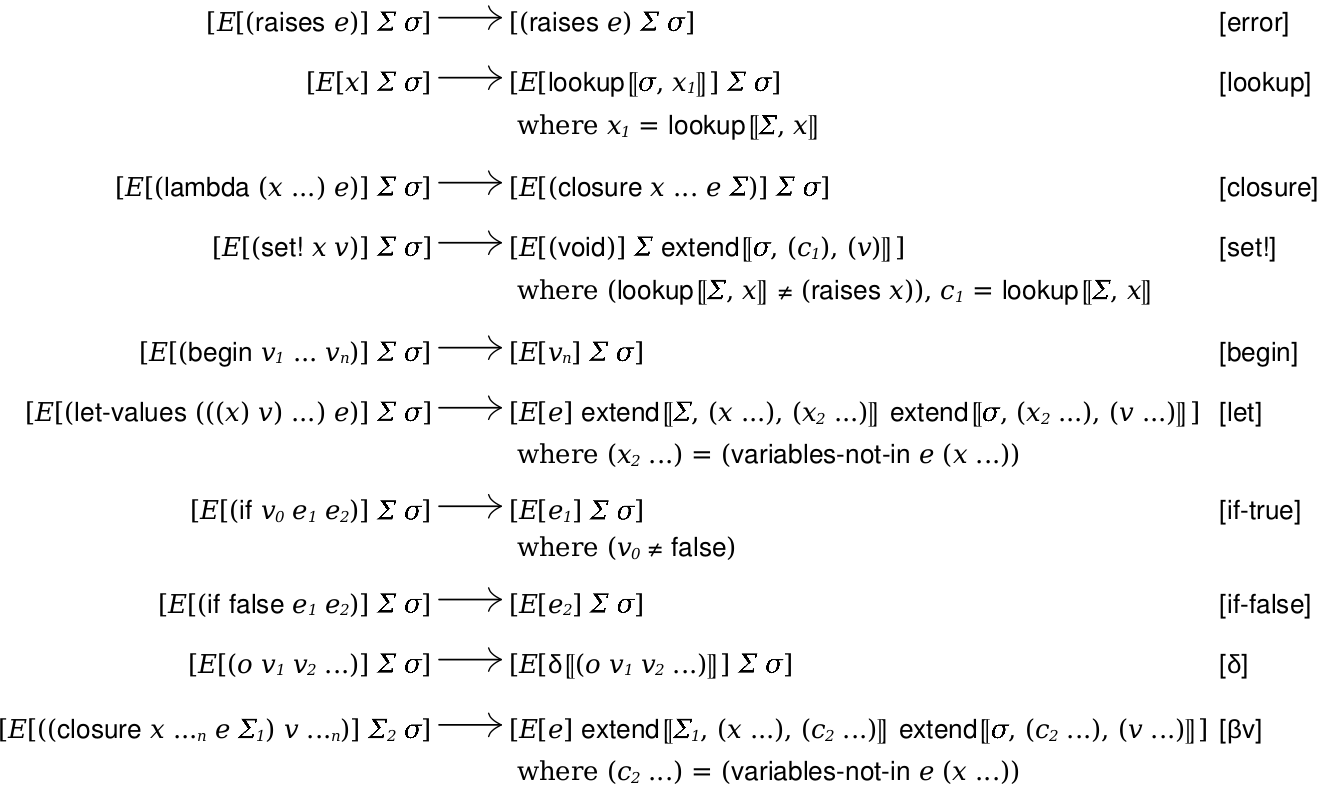 [E[(raises e)] Σ σ] ⟶ [(raises e) Σ σ] [error]
[E[x] Σ σ] ⟶ [E[lookup⟦σ, x₁⟧] Σ σ] [lookup]
where x₁ = lookup⟦Σ, x⟧
[E[(lambda (x ...) e)] Σ σ] ⟶ [E[(closure x ... e Σ)] Σ σ] [closure]
[E[(set! x v)] Σ σ] ⟶ [E[(void)] Σ extend⟦σ, (c₁), (v)⟧] [set!]
where (lookup⟦Σ, x⟧ ≠ (raises x)), c₁ = lookup⟦Σ, x⟧
[E[(begin v₁ ... vₙ)] Σ σ] ⟶ [E[vₙ] Σ σ] [begin]
[E[(let-values (((x) v) ...) e)] Σ σ] ⟶ [E[e] extend⟦Σ, (x ...), (x₂ ...)⟧ extend⟦σ, (x₂ ...), (v ...)⟧] [let]
where (x₂ ...) = (variables-not-in e (x ...))
[E[(if v₀ e₁ e₂)] Σ σ] ⟶ [E[e₁] Σ σ] [if-true]
where (v₀ ≠ false)
[E[(if false e₁ e₂)] Σ σ] ⟶ [E[e₂] Σ σ] [if-false]
[E[(o v₁ v₂ ...)] Σ σ] ⟶ [E[δ⟦(o v₁ v₂ ...)⟧] Σ σ] [δ]
[E[((closure x ...ₙ e Σ₁) v ...ₙ)] Σ₂ σ] ⟶ [E[e] extend⟦Σ₁, (x ...), (c₂ ...)⟧ extend⟦σ, (c₂ ...), (v ...)⟧] [βv]
where (c₂ ...) = (variables-not-in e (x ...))